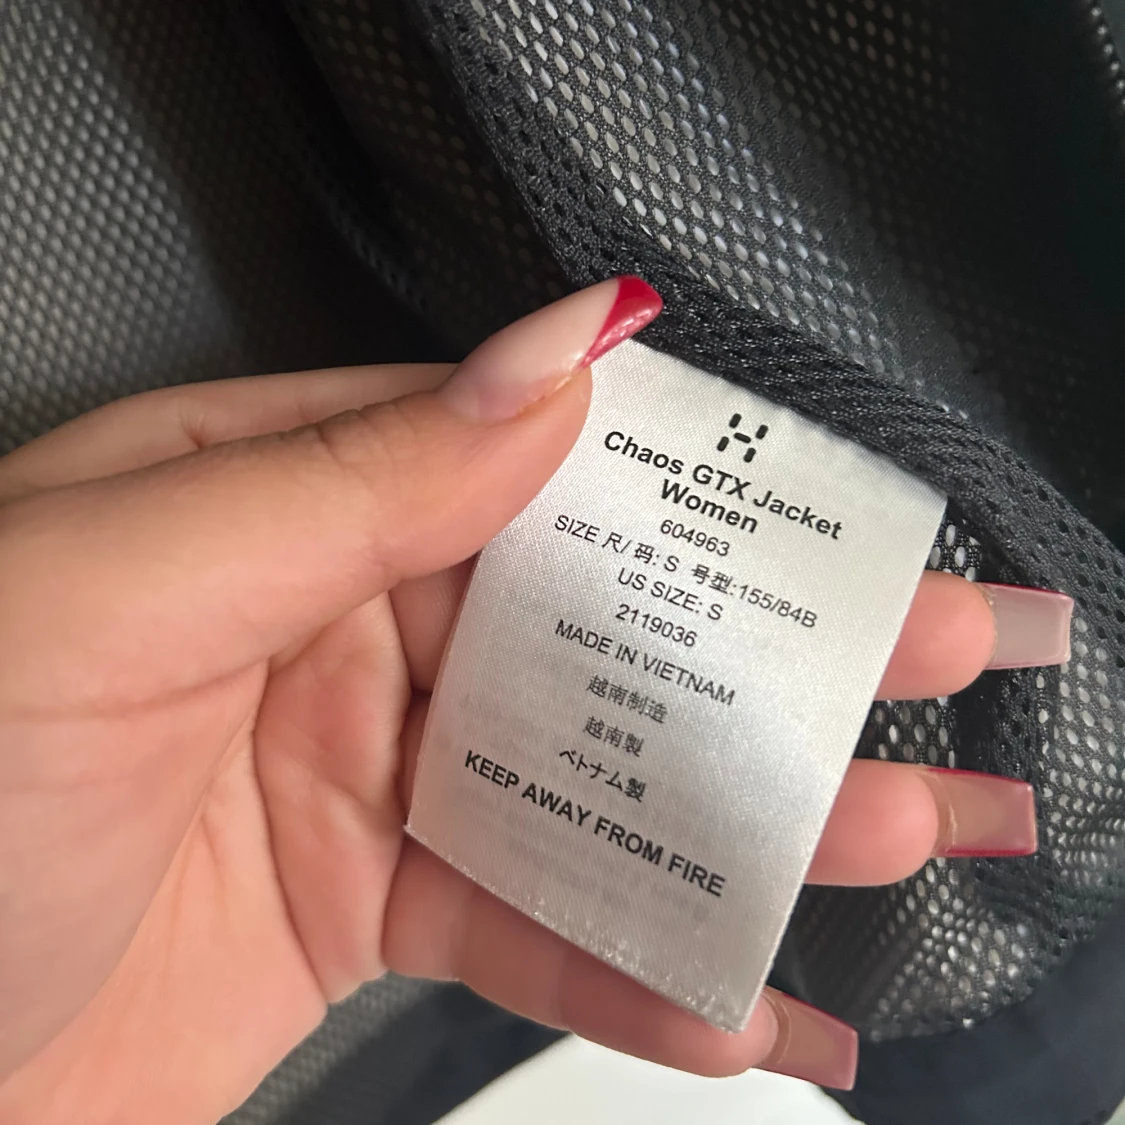 Chaos GTX Jacket
Women
604963
SIZE 尺/ 码: S 号型:155/84B
US SIZE: S
2119036
MADE IN VIETNAM
越南制造
越南製
ベトナム製
KEEP AWAY FROM FIRE